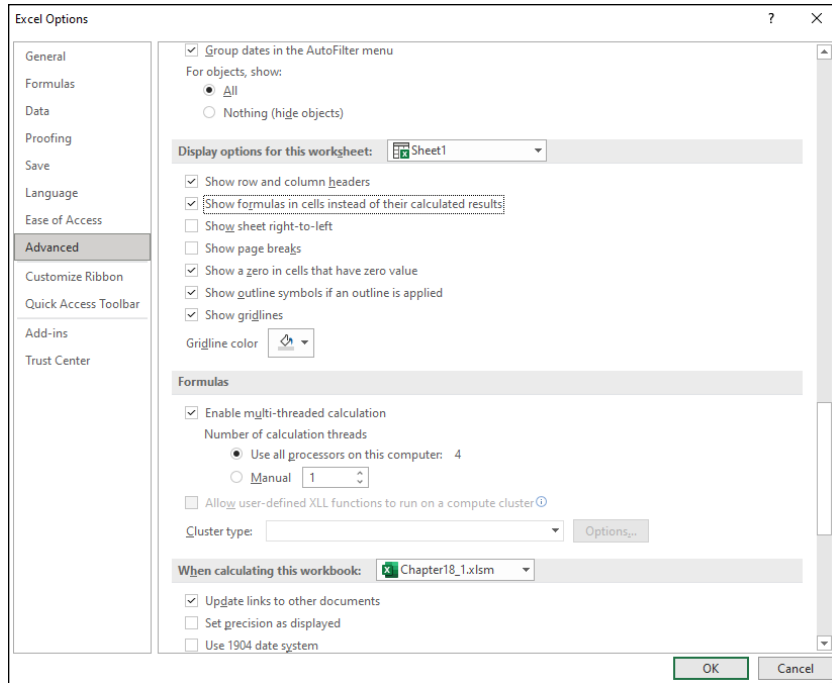 Excel Options
?
General
Formulas
Data
Proofing
Save
Language
Ease of Access
Advanced
Customize Ribbon
Quick Access Toolbar
Add-ins
Trust Center
Group dates in the AutoFilter menu
For objects, show:
All
Nothing (hide objects)
Display options for this worksheet: Sheet1
Show row and column headers
Show formulas in cells instead of their calculated results
Show sheet right-to-left
Show page breaks
Show a zero in cells that have zero value
Show outline symbols if an outline is applied
Show gridlines
Gridline color
Formulas
Enable multi-threaded calculation
Number of calculation threads
Use all processors on this computer: 4
Manual 1
Allow user-defined XLL functions to run on a compute cluster
Cluster type: Options...
When calculating this workbook: Chapter18_1.xlsm
Update links to other documents
Set precision as displayed
Use 1904 date system
OK Cancel